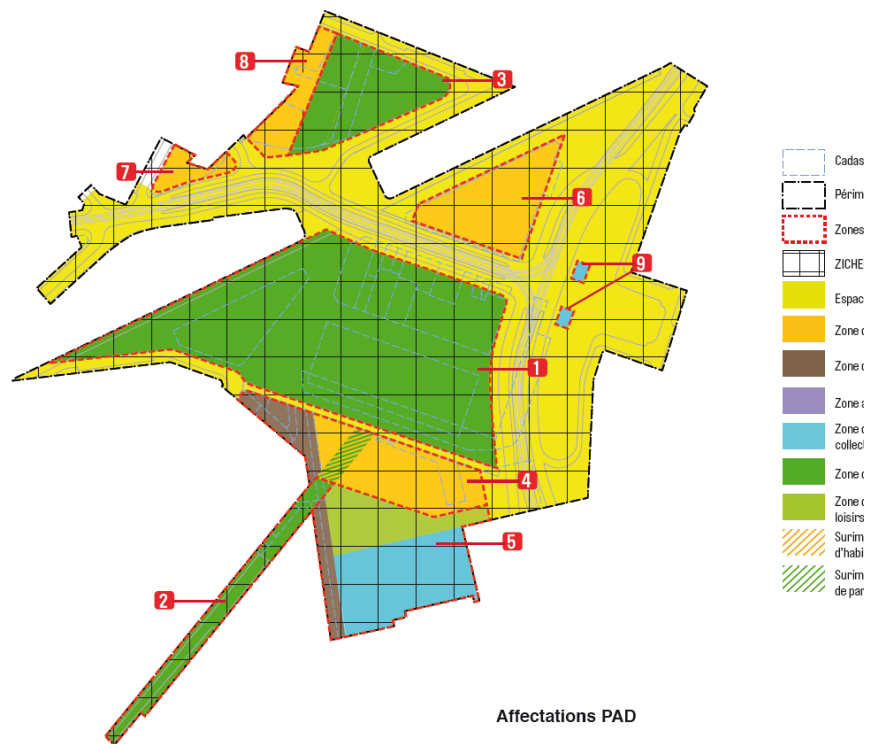 8
3
7
6
9
1
4
5
2
Cadas
Périm
Zones
ZICHE
Espac
Zone d
Zone d
Zone a
Zone d
collect
Zone d
Zone d
loisirs
Surim
d'habi
Surim
de par
Affectations PAD